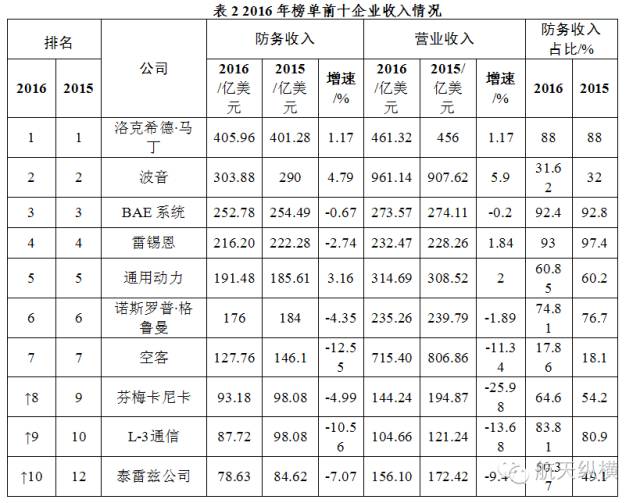 表 2 2016 年榜单前十企业收入情况
排名 公司 防务收入 营业收入 防务收入占比/%
2016 2015 2016/亿美元 2015/亿美元 增速/% 2016/亿美元 2015/亿美元 增速/% 2016 2015
1 1 洛克希德·马丁 405.96 401.28 1.17 461.32 456 1.17 88 88
2 2 波音 303.88 290 4.79 961.14 907.62 5.9 31.62 32
3 3 BAE 系统 252.78 254.49 -0.67 273.57 274.11 -0.2 92.4 92.8
4 4 雷锡恩 216.20 222.28 -2.74 232.47 228.26 1.84 93 97.4
5 5 通用动力 191.48 185.61 3.16 314.69 308.52 2 60.85 60.2
6 6 诺斯罗普·格鲁曼 176 184 -4.35 235.26 239.79 -1.89 74.81 76.7
7 7 空客 127.76 146.1 -12.55 715.40 806.86 -11.34 17.86 18.1
↑8 9 芬梅卡尼卡 93.18 98.08 -4.99 144.24 194.87 -25.98 64.6 54.2
↑9 10 L-3通信 87.72 98.08 -10.56 104.66 121.24 -13.68 83.81 80.9
↑10 12 泰雷兹公司 78.63 84.62 -7.07 156.10 172.42 50.37 49.1
航天纵横